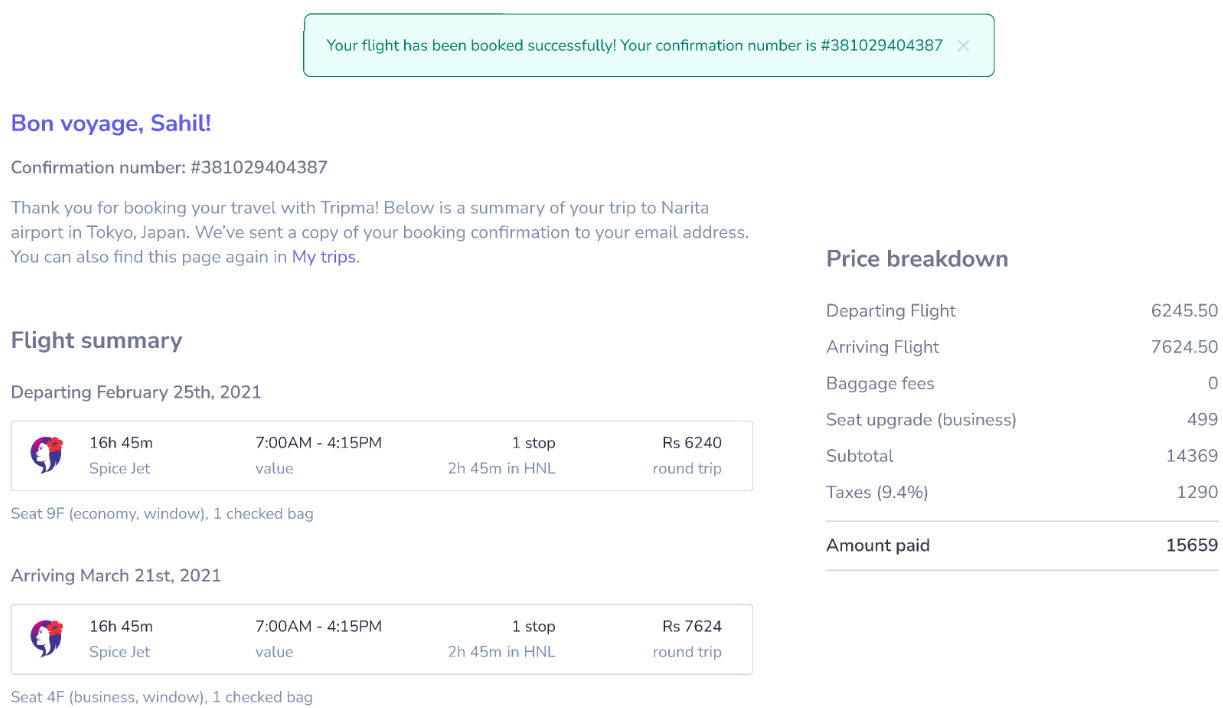 Your flight has been booked successfully! Your confirmation number is #381029404387
Bon voyage, Sahil!
Confirmation number: #381029404387
Thank you for booking your travel with Tripma! Below is a summary of your trip to Narita
airport in Tokyo, Japan. We’ve sent a copy of your booking confirmation to your email address.
You can also find this page again in My trips.
Flight summary
Departing February 25th, 2021
16h 45m 7:00AM - 4:15PM 1 stop Rs 6240
Spice Jet value 2h 45m in HNL round trip
Seat 9F (economy, window), 1 checked bag
Arriving March 21st, 2021
16h 45m 7:00AM - 4:15PM 1 stop Rs 7624
Spice Jet value 2h 45m in HNL round trip
Seat 4F (business, window), 1 checked bag
Price breakdown
Departing Flight 6245.50
Arriving Flight 7624.50
Baggage fees 0
Seat upgrade (business) 499
Subtotal 14369
Taxes (9.4%) 1290
Amount paid 15659